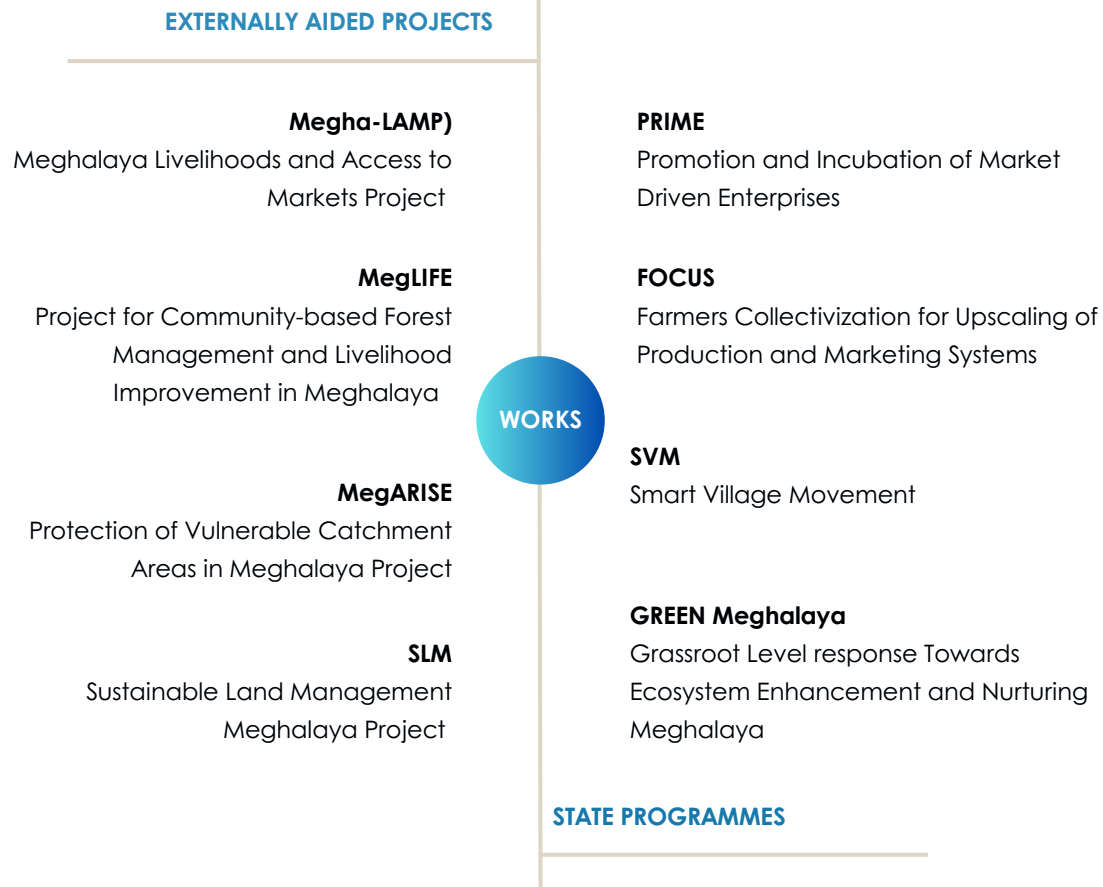 EXTERNALLY AIDED PROJECTS
Megha-LAMP)
Meghalaya Livelihoods and Access to
Markets Project
MegLIFE
Project for Community-based Forest
Management and Livelihood
Improvement in Meghalaya
MegARISE
Protection of Vulnerable Catchment
Areas in Meghalaya Project
SLM
Sustainable Land Management
Meghalaya Project
WORKS
PRIME
Promotion and Incubation of Market
Driven Enterprises
FOCUS
Farmers Collectivization for Upscaling of
Production and Marketing Systems
SVM
Smart Village Movement
GREEN Meghalaya
Grassroot Level response Towards
Ecosystem Enhancement and Nurturing
Meghalaya
STATE PROGRAMMES